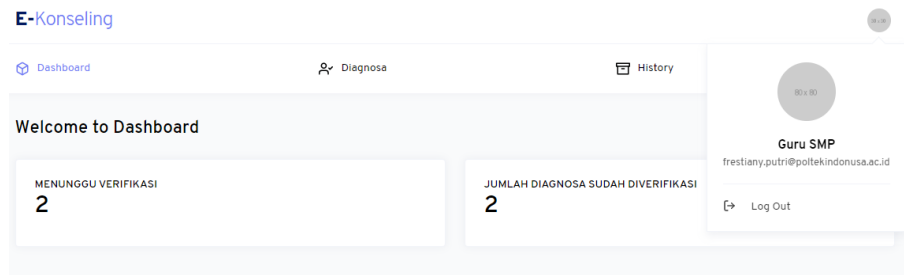 E-Konseling
Dashboard
Diagnosa
History
80 x 80
Guru SMP
frestiany.putri@poltekindonusa.ac.id
Log Out
Welcome to Dashboard
MENUNGGU VERIFIKASI
2
JUMLAH DIAGNOSA SUDAH DIVERIFIKASI
2